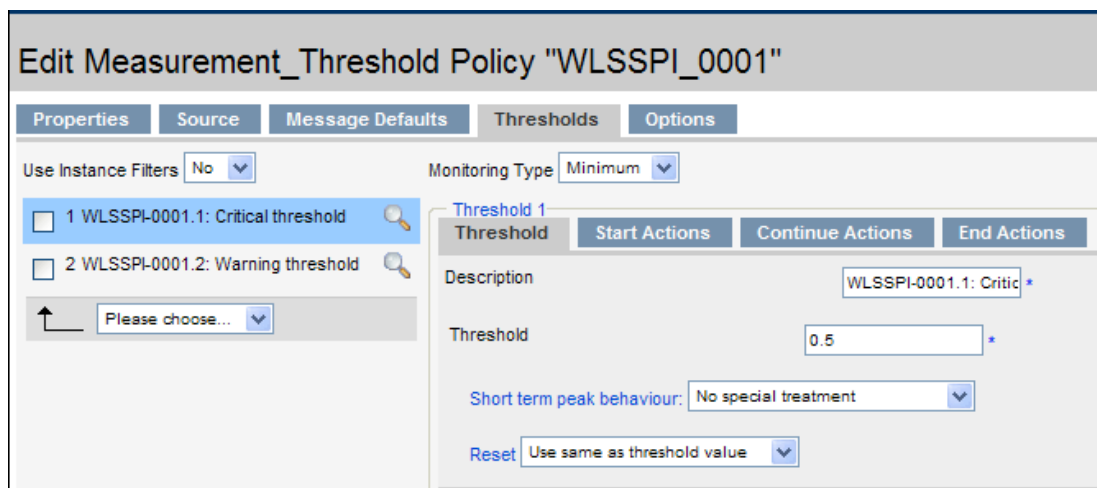 Edit Measurement_Threshold Policy "WLSSPI_0001"
Properties Source Message Defaults Thresholds Options
Use Instance Filters No
Monitoring Type Minimum
1 WLSSPI-0001.1: Critical threshold
2 WLSSPI-0001.2: Warning threshold
Please choose...
Threshold 1
Threshold Start Actions Continue Actions End Actions
Description WLSSPI-0001.1: Critic *
Threshold 0.5 *
Short term peak behaviour: No special treatment
Reset Use same as threshold value